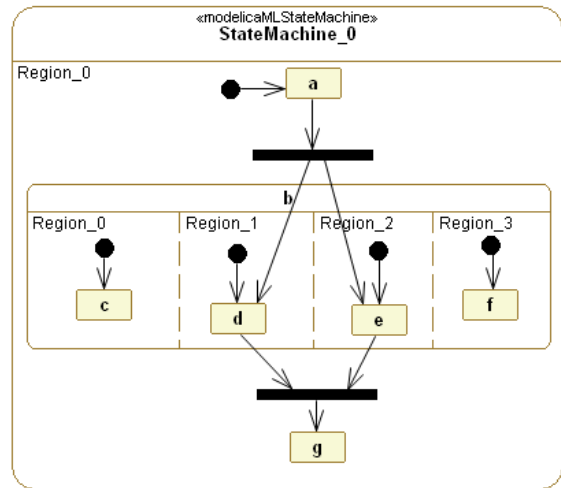 «modelicaMLStateMachine»
StateMachine_0
Region_0
a
b
Region_0
Region_1
Region_2
Region_3
c
d
e
f
g